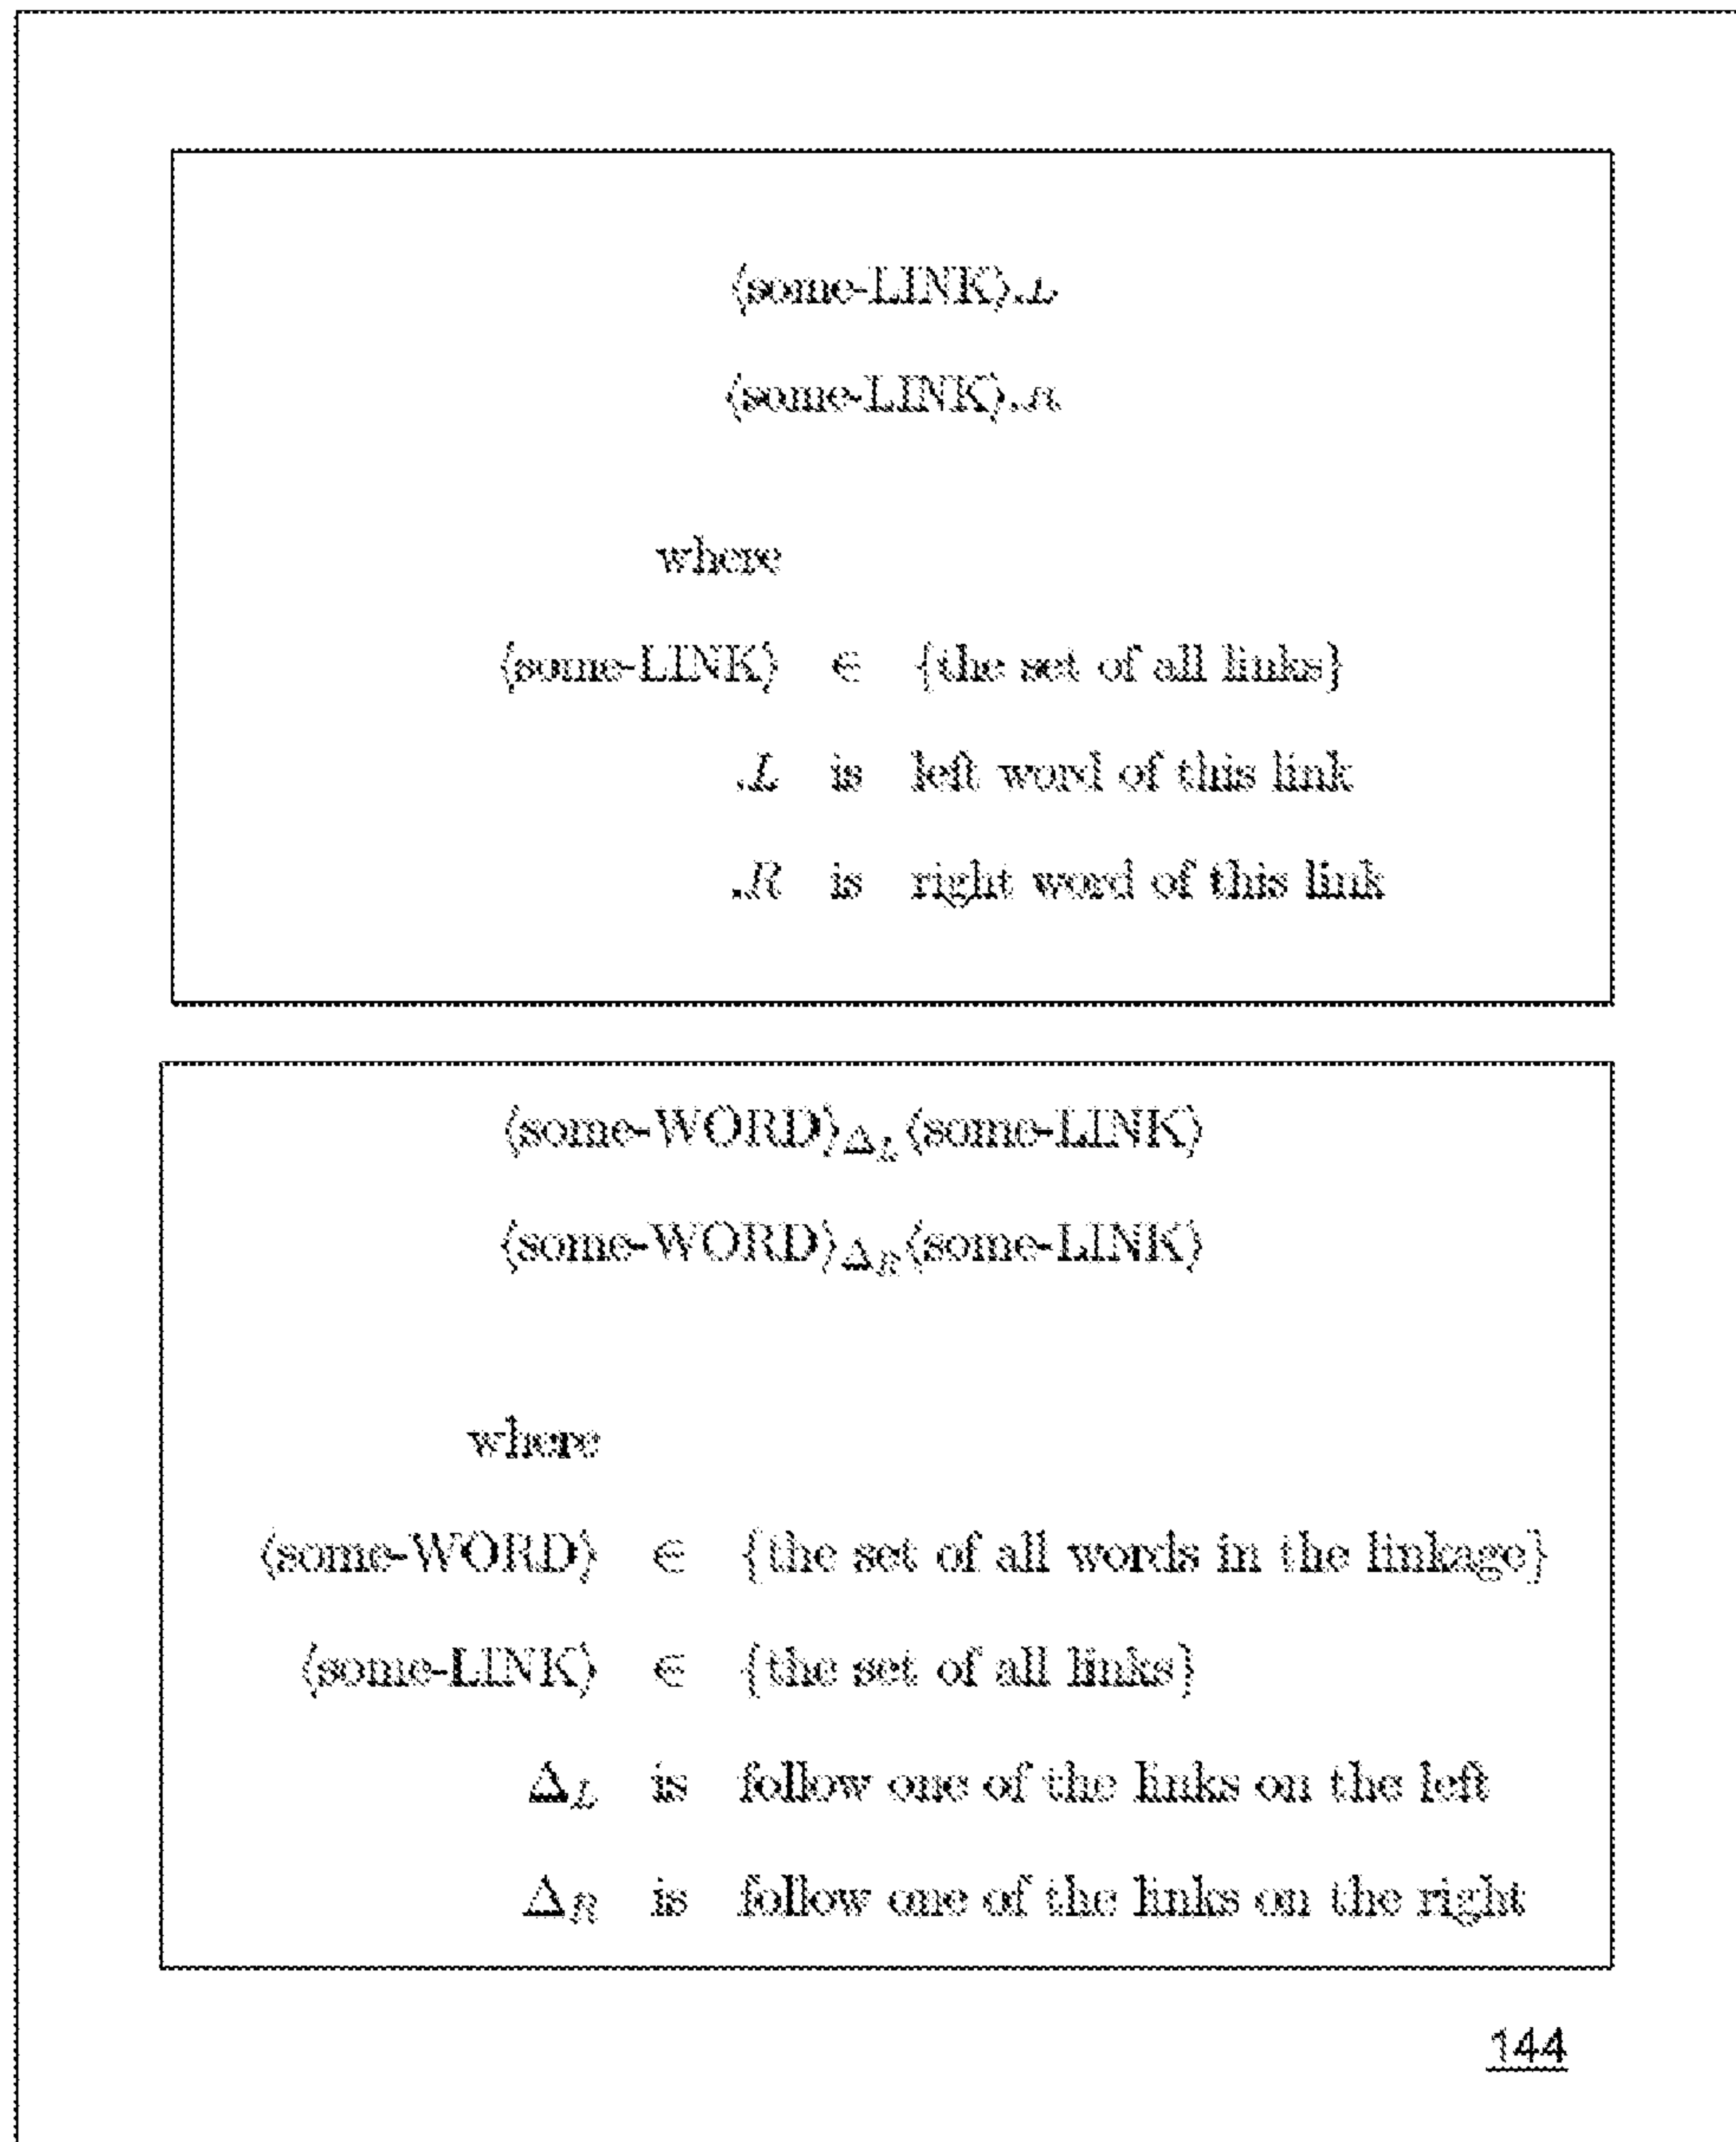 ⟨some-LINK⟩.L
⟨some-LINK⟩.R
where
⟨some-LINK⟩ ∈ {the set of all links}
.L is left word of this link
.R is right word of this link
⟨some-WORD⟩Δ_L⟨some-LINK⟩
⟨some-WORD⟩Δ_R⟨some-LINK⟩
where
⟨some-WORD⟩ ∈ {the set of all words in the linkage}
⟨some-LINK⟩ ∈ {the set of all links}
Δ_L is follow one of the links on the left
Δ_R is follow one of the links on the right
144